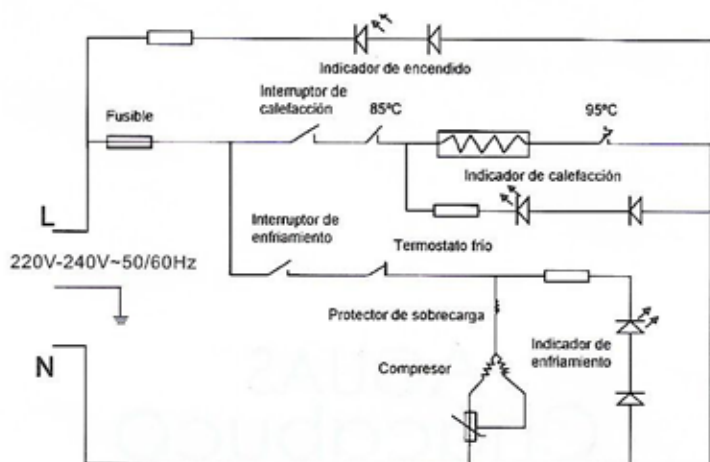 Indicador de encendido
Interruptor de
calefacción
85ºC
95ºC
Fusible
Indicador de calefacción
L
Interruptor de
enfriamiento
Termostato frio
220V-240V~50/60Hz
Protector de sobrecarga
Indicador de
enfriamiento
N
Compresor